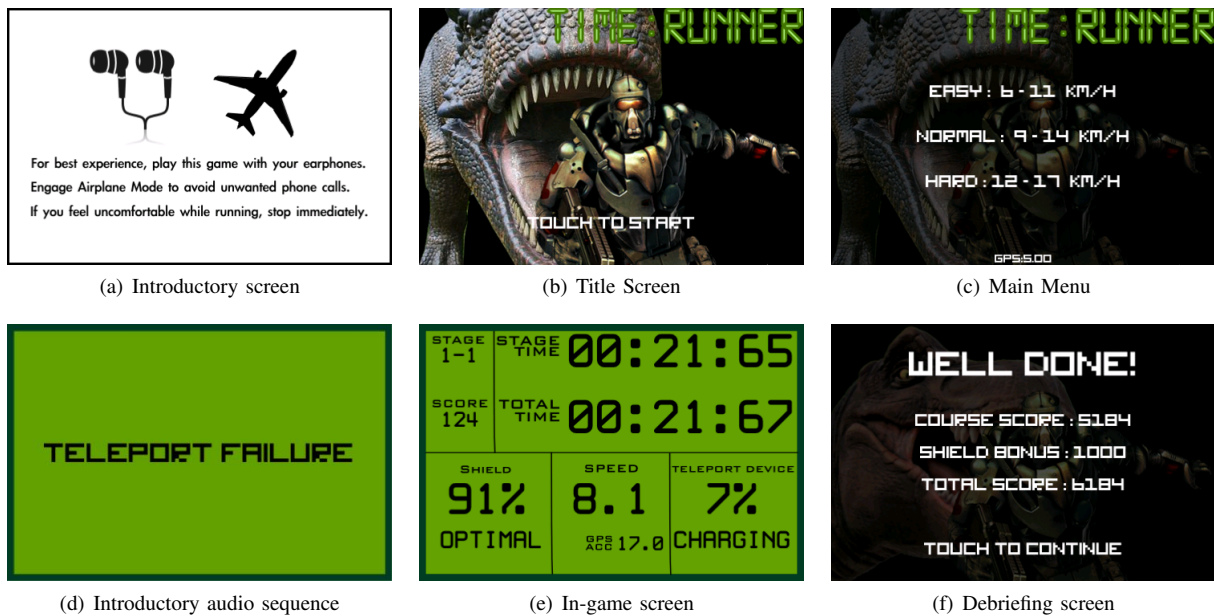 For best experience, play this game with your earphones.
Engage Airplane Mode to avoid unwanted phone calls.
If you feel uncomfortable while running, stop immediately.
(a) Introductory screen
TIME:RUNNER
TOUCH TO START
(b) Title Screen
TIME:RUNNER
EASY : 6 - 11 KM/H
NORMAL : 9 - 14 KM/H
HARD : 12 - 17 KM/H
GPS:5.00
(c) Main Menu
TELEPORT FAILURE
(d) Introductory audio sequence
STAGE
1-1
STAGE TIME 00:21:65
SCORE
124
TOTAL TIME 00:21:67
SHIELD
91%
OPTIMAL
SPEED
8.1
GPS ACC 17.0
TELEPORT DEVICE
7%
CHARGING
(e) In-game screen
WELL DONE!
COURSE SCORE : 5184
SHIELD BONUS : 1000
TOTAL SCORE : 6184
TOUCH TO CONTINUE
(f) Debriefing screen